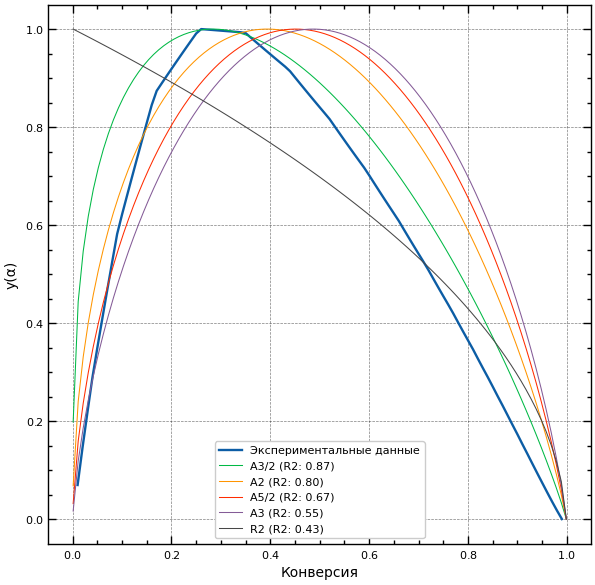 1.0
0.8
0.6
0.4
0.2
0.0
y(α)
Экспериментальные данные
A3/2 (R2: 0.87)
A2 (R2: 0.80)
A5/2 (R2: 0.67)
A3 (R2: 0.55)
R2 (R2: 0.43)
0.0 0.2 0.4 0.6 0.8 1.0
Конверсия